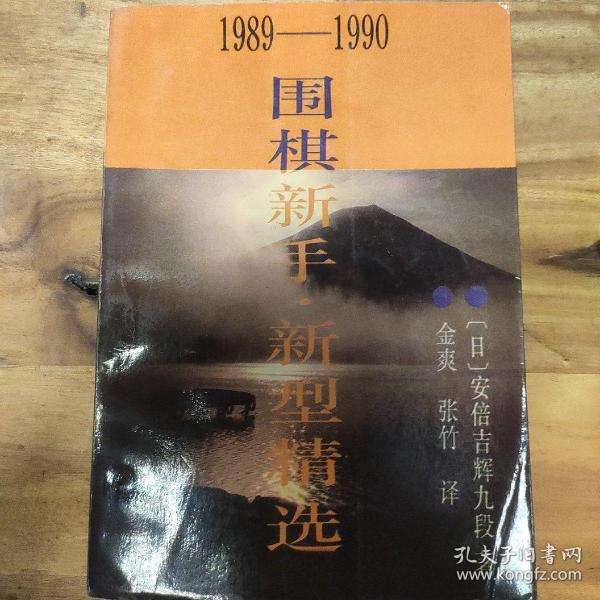 1989——1990
围棋新手·新型精选
〔日〕安倍吉辉九段
金爽 张竹 译
孔夫子旧书网
www.kongfz.com